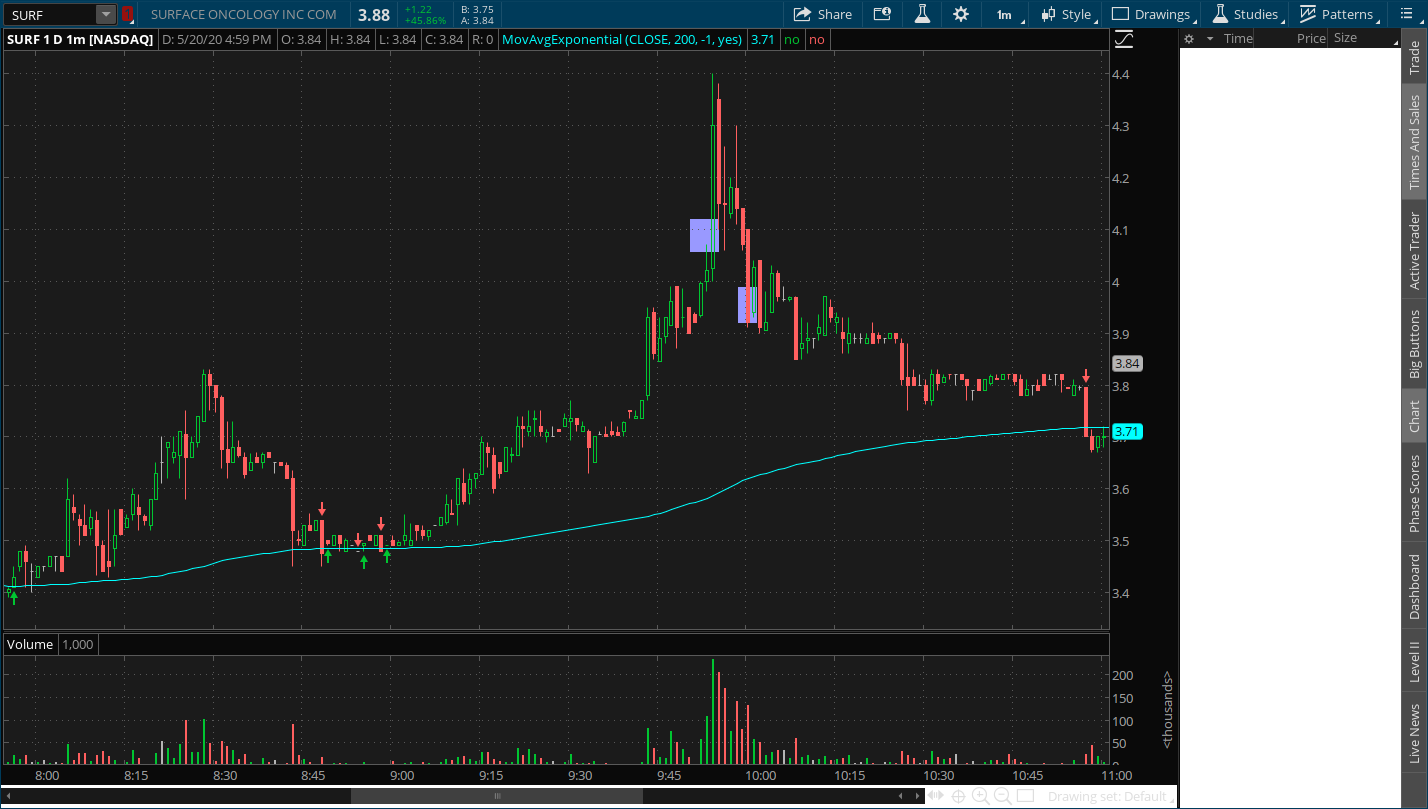 SURF 1 SURFACE ONCOLOGY INC COM 3.88 +1.22 B: 3.75 Share 1m Style Drawings Studies Patterns
+45.86% A: 3.84
SURF 1 D 1m [NASDAQ] D: 5/20/20 4:59 PM O: 3.84 H: 3.84 L: 3.84 C: 3.84 R: 0 MovAvgExponential (CLOSE, 200, -1, yes) 3.71 no no
Time Price Size
4.4
4.3
4.2
4.1
4
3.9
3.84
3.8
3.71
3.6
3.5
3.4
Volume 1,000
200
150
100
50
<thousands>
8:00 8:15 8:30 8:45 9:00 9:15 9:30 9:45 10:00 10:15 10:30 10:45 11:00
Drawing set: Default
Trade
Times And Sales
Active Trader
Big Buttons
Chart
Phase Scores
Dashboard
Level II
Live News